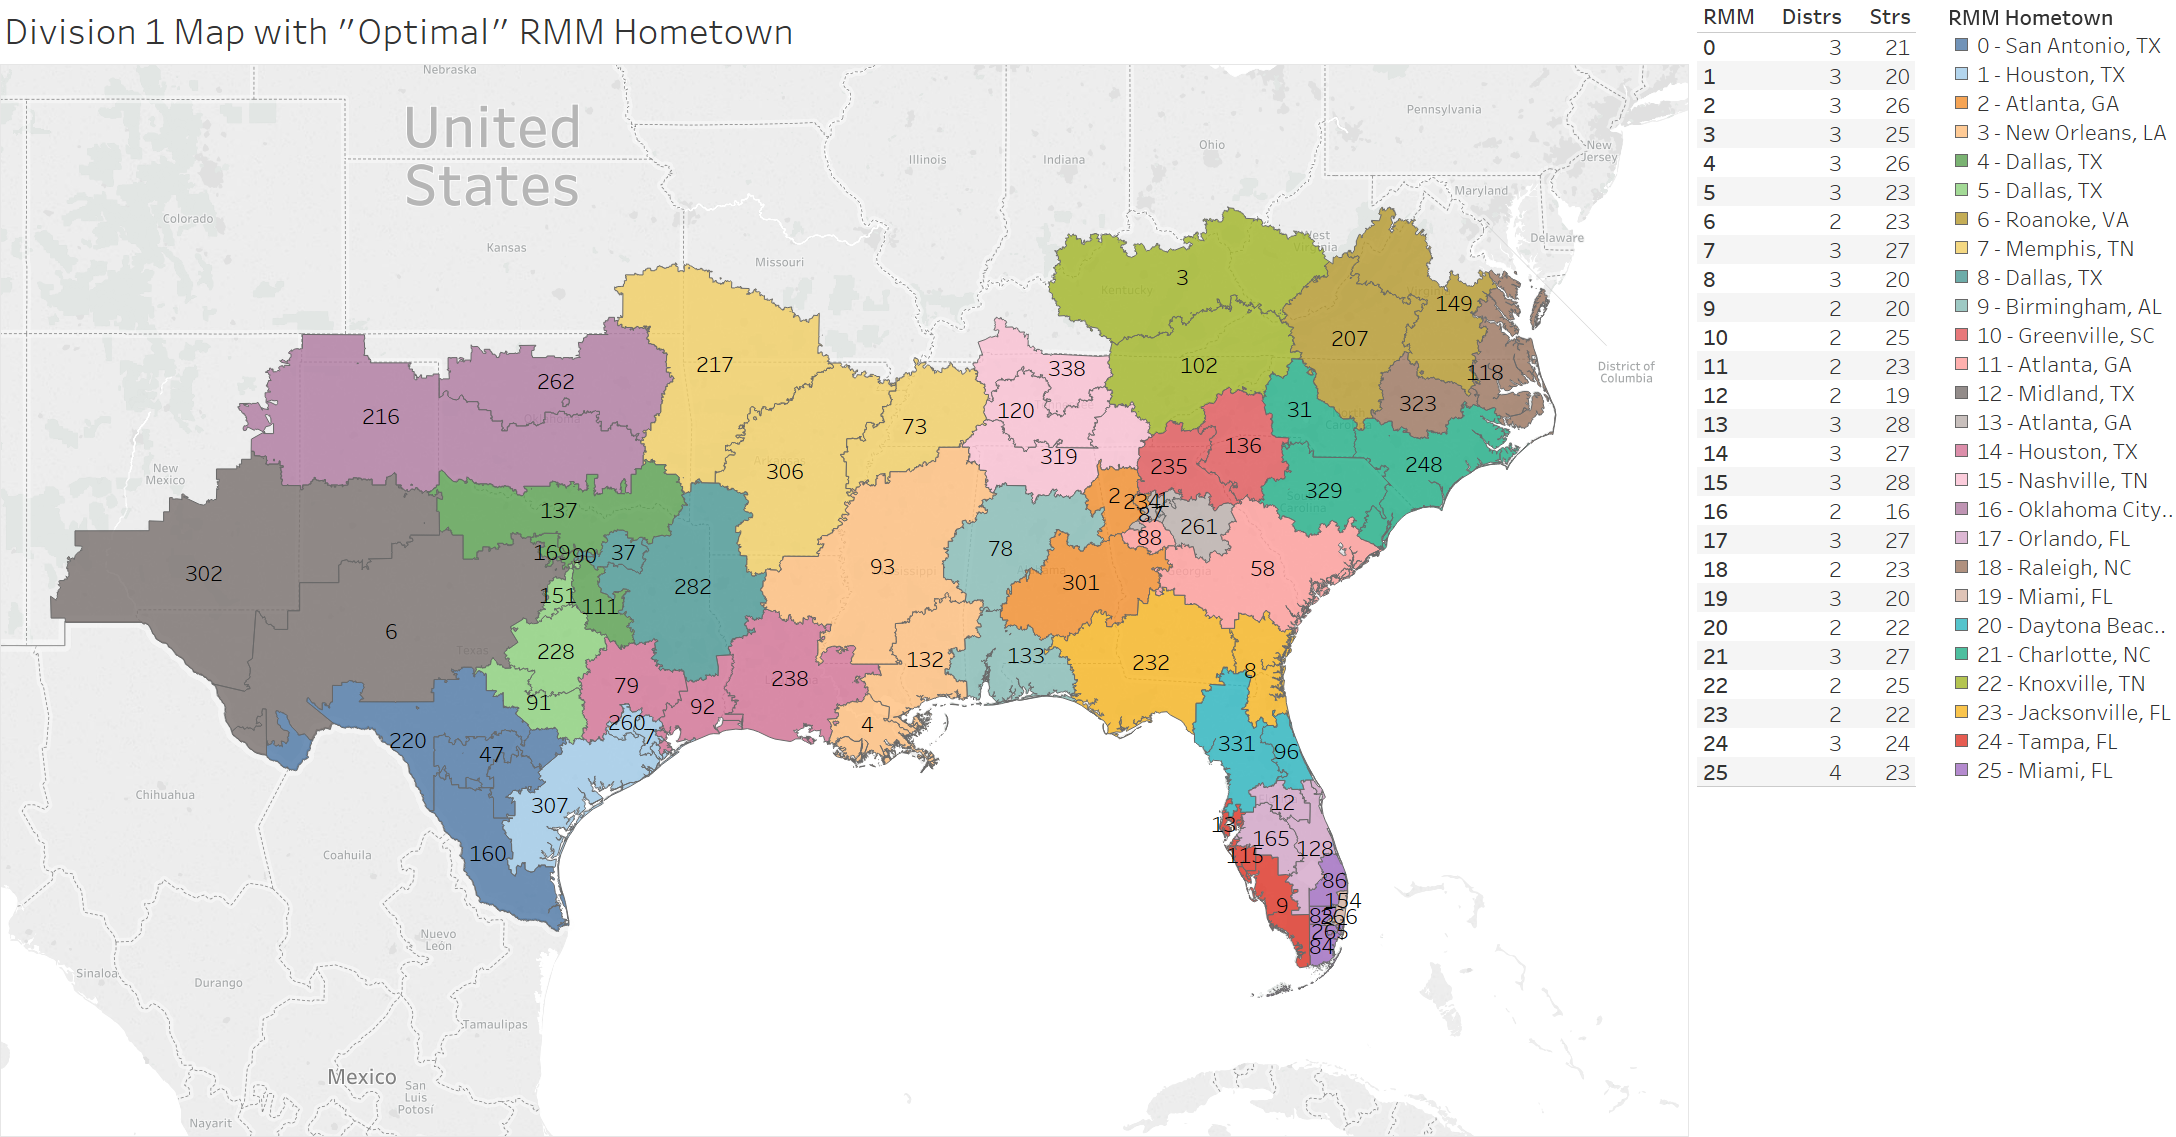 Division 1 Map with "Optimal" RMM Hometown
RMM Distrs Strs
0 3 21
1 3 20
2 3 26
3 3 25
4 3 26
5 3 23
6 2 23
7 3 27
8 3 20
9 2 20
10 2 25
11 2 23
12 2 19
13 3 28
14 3 27
15 3 28
16 2 16
17 3 27
18 2 23
19 3 20
20 2 22
21 3 27
22 2 25
23 2 22
24 3 24
25 4 23
RMM Hometown
0 - San Antonio, TX
1 - Houston, TX
2 - Atlanta, GA
3 - New Orleans, LA
4 - Dallas, TX
5 - Dallas, TX
6 - Roanoke, VA
7 - Memphis, TN
8 - Dallas, TX
9 - Birmingham, AL
10 - Greenville, SC
11 - Atlanta, GA
12 - Midland, TX
13 - Atlanta, GA
14 - Houston, TX
15 - Nashville, TN
16 - Oklahoma City..
17 - Orlando, FL
18 - Raleigh, NC
19 - Miami, FL
20 - Daytona Beac..
21 - Charlotte, NC
22 - Knoxville, TN
23 - Jacksonville, FL
24 - Tampa, FL
25 - Miami, FL
Nebraska
United
States
Pennsylvania
Illinois
Indiana
Ohio
New
Jersey
Maryland
Colorado
Kansas
Missouri
West
Virginia
Delaware
3
Kentucky
149
207
217
338
102
District of
Columbia
262
118
216
120
31
323
73
136
319
248
New
Mexico
306
235
329
2
234
1
137
87
261
88
169
90
37
78
93
58
302
282
301
151
111
6
Texas
228
133
132
232
8
79
238
91
92
260
4
7
220
47
331
96
Chihuahua
307
12
13
165
128
160
Coahuila
115
86
9
154
266
265
84
Nuevo
León
Sinaloa
Durango
Tamaulipas
Mexico
San
Luis
Potosí
Nayarit